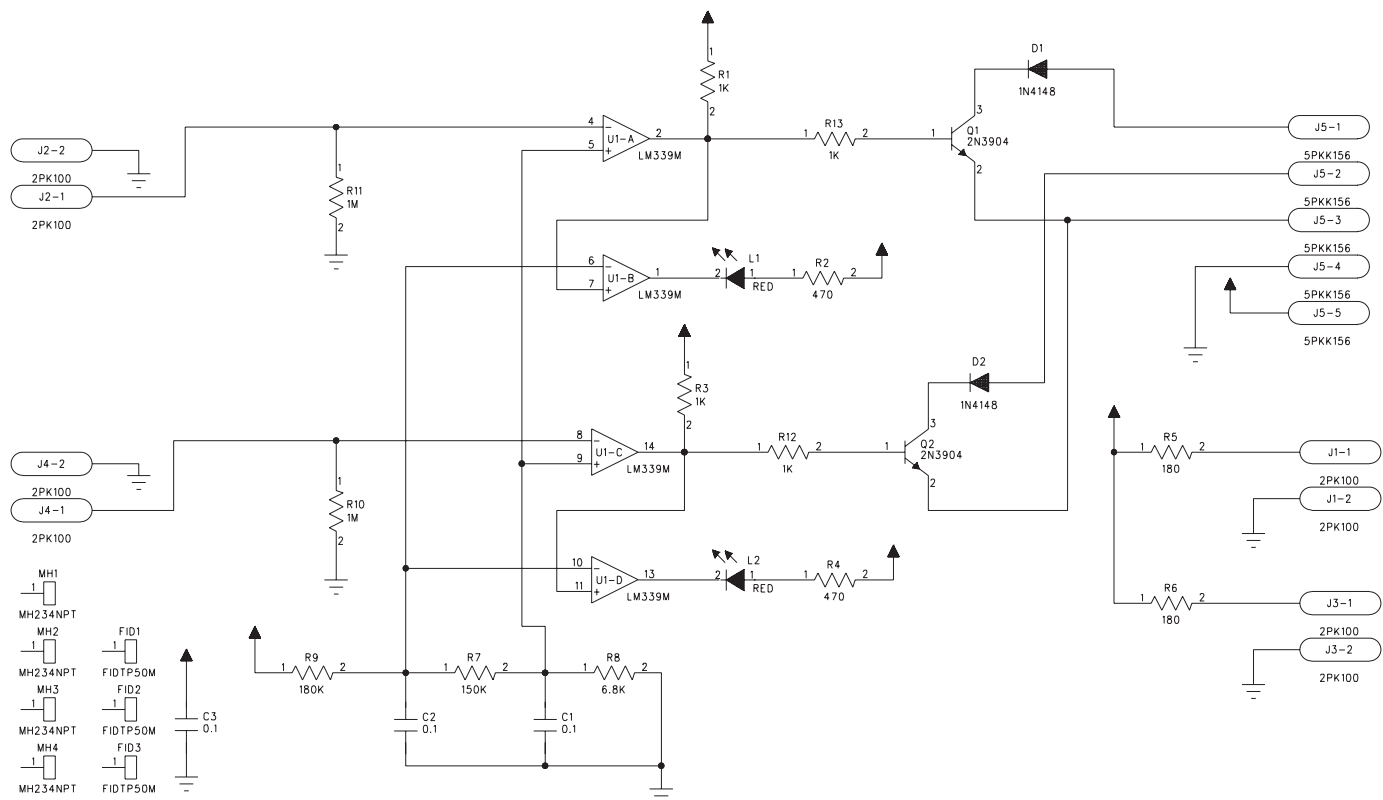 1
R1
1K
2
D1
1N4148
J2-2
2PK100
J2-1
2PK100
1
R11
1M
2
4
5
U1-A
2
LM339M
R13
1
2
1K
1
3
Q1
2N3904
2
J5-1
5PKK156
J5-2
5PKK156
J5-3
5PKK156
J5-4
5PKK156
J5-5
5PKK156
6
7
U1-B
1
LM339M
L1
2
1
RED
R2
1
2
470
1
R3
1K
2
D2
1N4148
J4-2
2PK100
J4-1
2PK100
1
R10
1M
2
8
9
U1-C
14
LM339M
R12
1
2
1K
1
3
Q2
2N3904
2
R5
1
2
180
J1-1
2PK100
J1-2
2PK100
10
11
U1-D
13
LM339M
L2
2
1
RED
R4
1
2
470
R6
1
2
180
J3-1
2PK100
J3-2
2PK100
MH1
1
MH234NPT
MH2
1
MH234NPT
MH3
1
MH234NPT
MH4
1
MH234NPT
FID1
1
FIDTP50M
FID2
1
FIDTP50M
FID3
1
FIDTP50M
C3
0.1
R9
1
2
180K
R7
1
2
150K
R8
1
2
6.8K
C2
0.1
C1
0.1